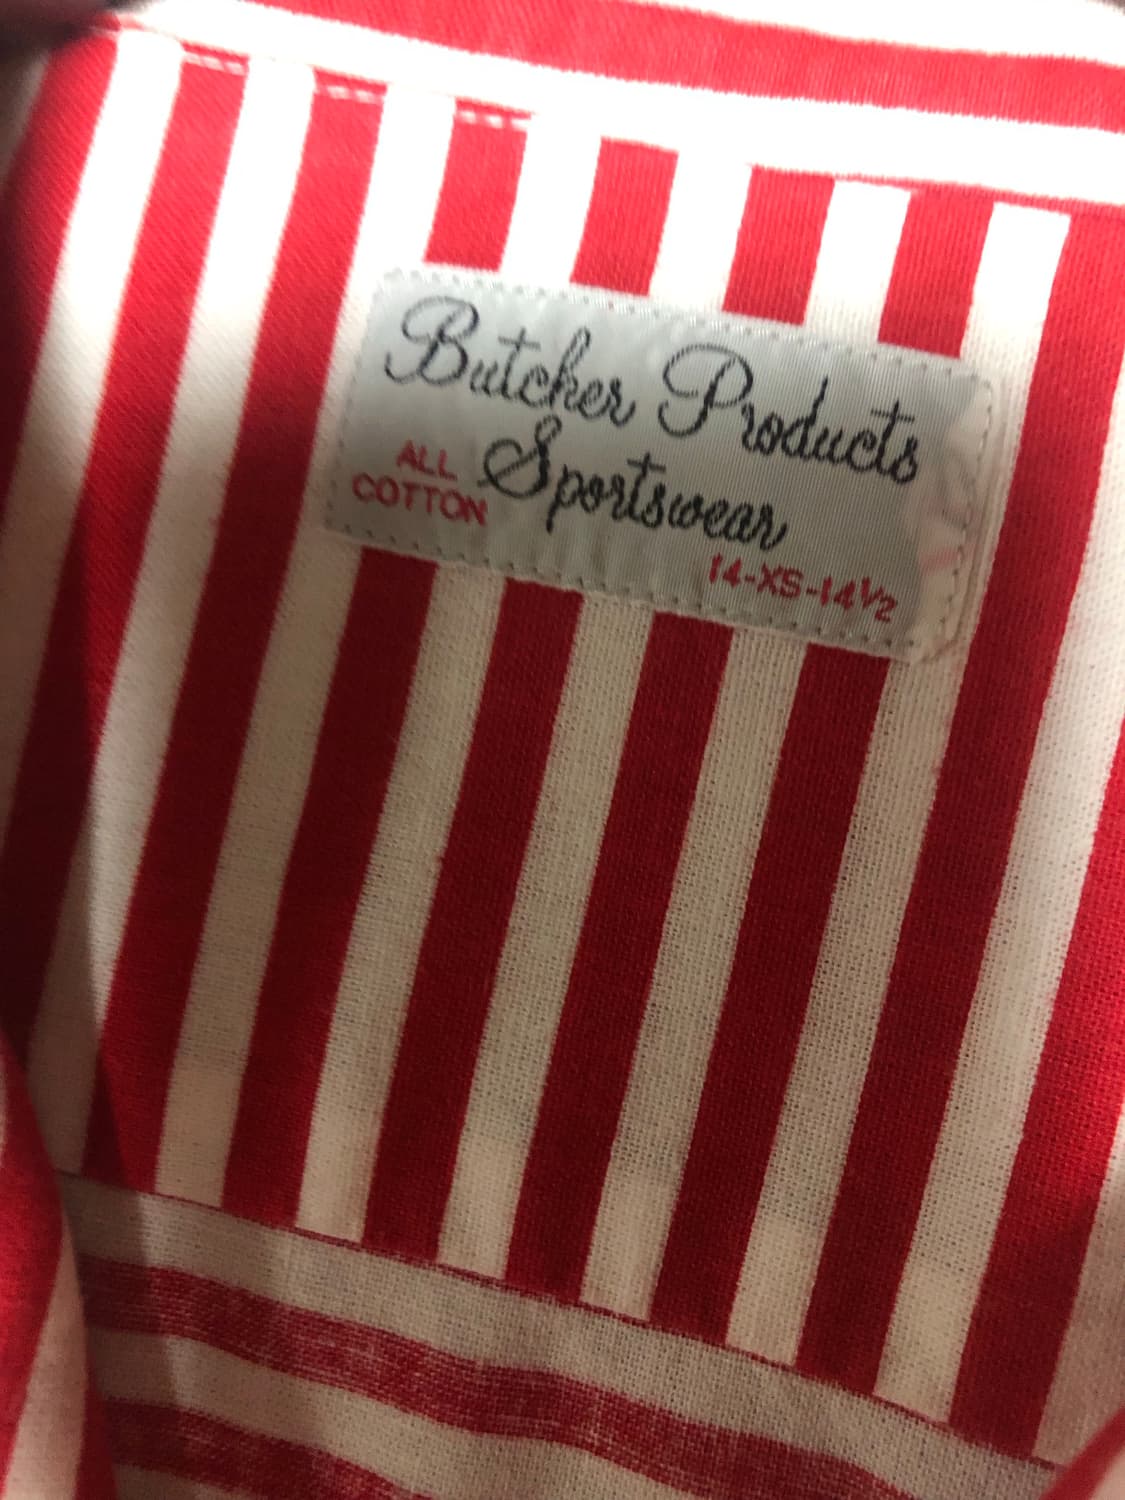 Butcher Products
Sportswear
ALL
COTTON
14-XS-14½